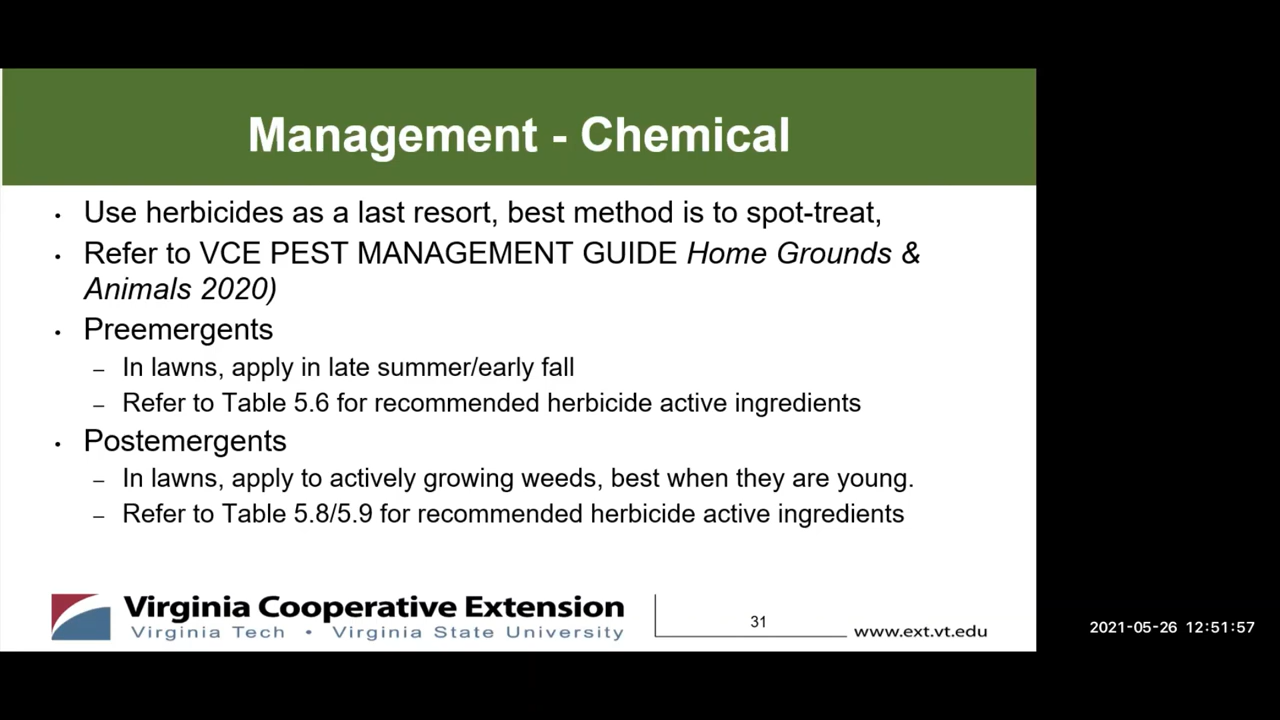 Management - Chemical
• Use herbicides as a last resort, best method is to spot-treat,
• Refer to VCE PEST MANAGEMENT GUIDE Home Grounds &
Animals 2020)
• Preemergents
– In lawns, apply in late summer/early fall
– Refer to Table 5.6 for recommended herbicide active ingredients
• Postemergents
– In lawns, apply to actively growing weeds, best when they are young.
– Refer to Table 5.8/5.9 for recommended herbicide active ingredients
Virginia Cooperative Extension
Virginia Tech • Virginia State University
31
www.ext.vt.edu
2021-05-26 12:51:57